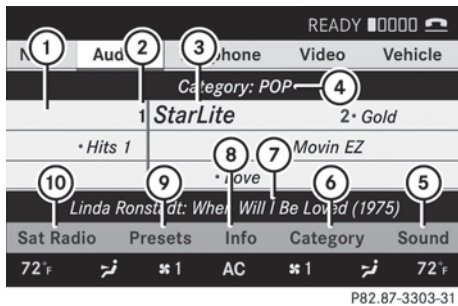 READY
1 2 3
N Aud phone Video Vehicle
Category: POP 4
1 StarLite 2· Gold
· Hits 1 8 7 Movin EZ
10 9 · Love 6 5
Linda Ronstadt: When Will I Be Loved (1975)
Sat Radio Presets Info Category Sound
72°F 1 AC 1 72°F
P82.87-3303-31